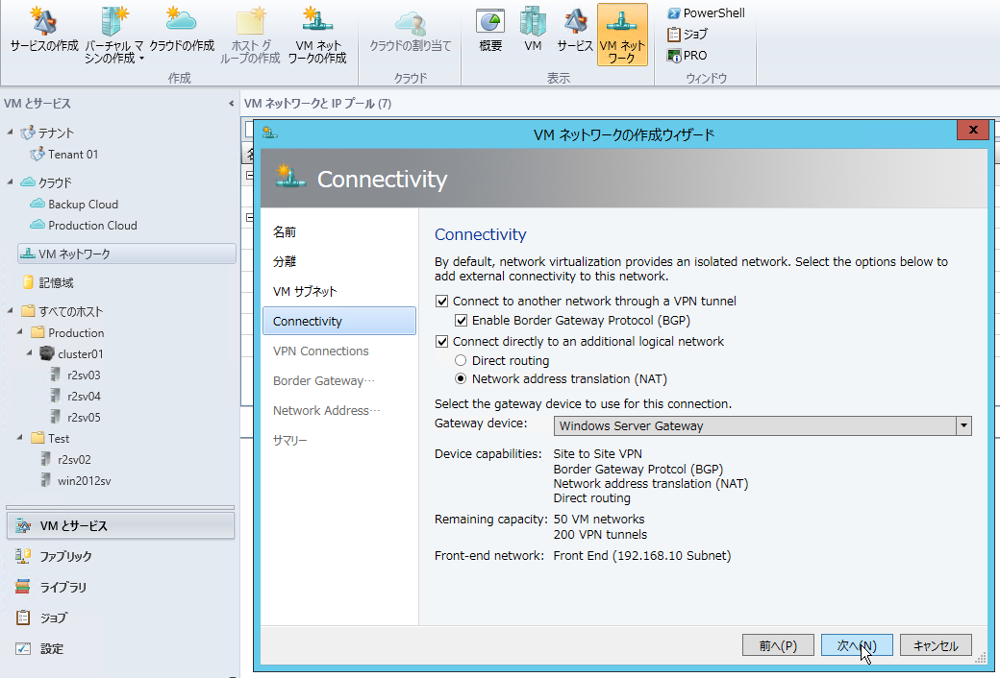 サービスの作成
バーチャル マシンの作成
クラウドの作成
ホスト グループの作成
VM ネットワークの作成
クラウドの割り当て
概要
VM
サービス
VM ネットワーク
PowerShell
ジョブ
PRO
作成
クラウド
表示
ウィンドウ
VM とサービス
テナント
Tenant 01
クラウド
Backup Cloud
Production Cloud
VM ネットワーク
記憶域
すべてのホスト
Production
cluster01
r2sv03
r2sv04
r2sv05
Test
r2sv02
win2012sv
VM とサービス
ファブリック
ライブラリ
ジョブ
設定
VM ネットワークと IP プール (7)
VM ネットワークの作成ウィザード
Connectivity
名前
分離
VM サブネット
Connectivity
VPN Connections
Border Gateway…
Network Address…
サマリー
Connectivity
By default, network virtualization provides an isolated network. Select the options below to
add external connectivity to this network.
Connect to another network through a VPN tunnel
Enable Border Gateway Protocol (BGP)
Connect directly to an additional logical network
Direct routing
Network address translation (NAT)
Select the gateway device to use for this connection.
Gateway device: Windows Server Gateway
Device capabilities: Site to Site VPN
Border Gateway Protcol (BGP)
Network address translation (NAT)
Direct routing
Remaining capacity: 50 VM networks
200 VPN tunnels
Front-end network: Front End (192.168.10 Subnet)
前へ(P)
次へ(N)
キャンセル